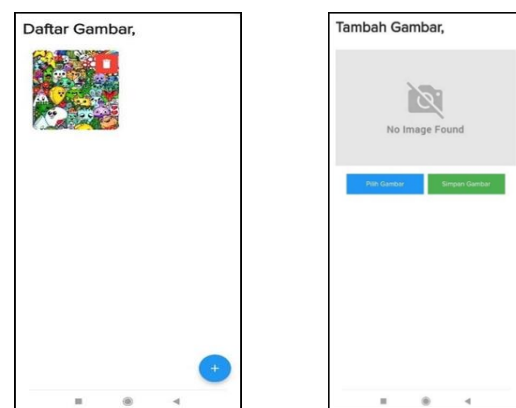 Daftar Gambar,
Tambah Gambar,
No Image Found
Pilih Gambar
Simpan Gambar